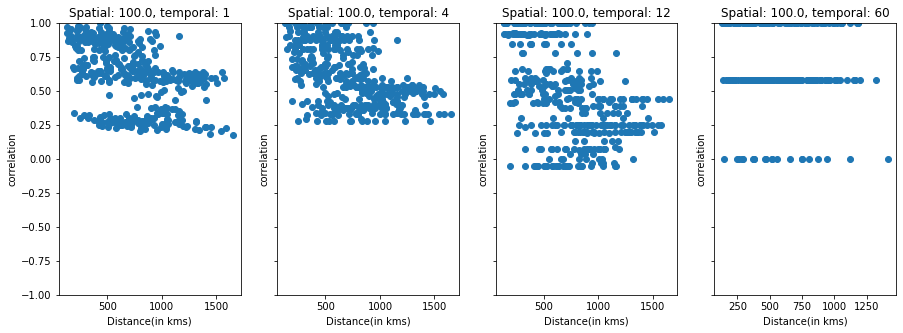 Spatial: 100.0, temporal: 1
Spatial: 100.0, temporal: 4
Spatial: 100.0, temporal: 12
Spatial: 100.0, temporal: 60
1.00
0.75
0.50
0.25
0.00
−0.25
−0.50
−0.75
−1.00
correlation
correlation
correlation
correlation
500 1000 1500
500 1000 1500
500 1000 1500
250 500 750 1000 1250
Distance(in kms)
Distance(in kms)
Distance(in kms)
Distance(in kms)